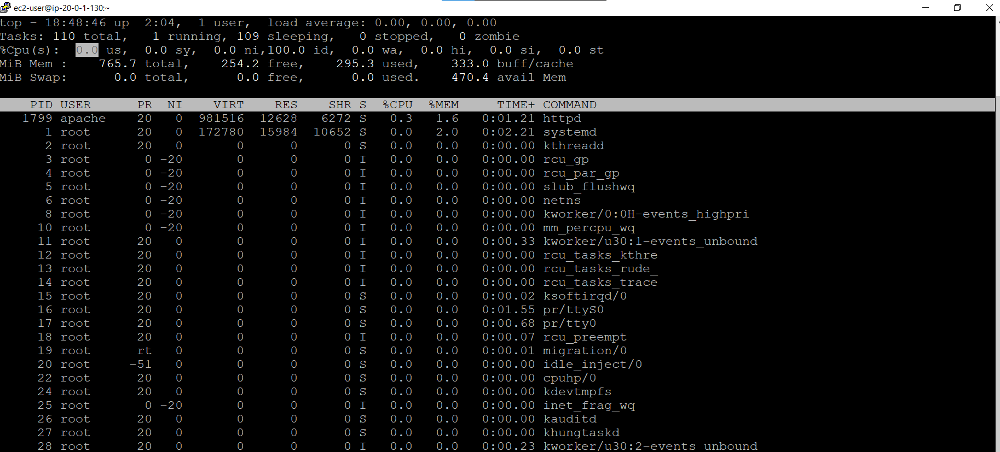 ec2-user@ip-20-0-1-130:~
top - 18:48:46 up  2:04,  1 user,  load average: 0.00, 0.00, 0.00
Tasks: 110 total,   1 running, 109 sleeping,   0 stopped,   0 zombie
%Cpu(s):  0.0 us,  0.0 sy,  0.0 ni,100.0 id,  0.0 wa,  0.0 hi,  0.0 si,  0.0 st
MiB Mem :    765.7 total,    254.2 free,    295.3 used,    333.0 buff/cache
MiB Swap:      0.0 total,      0.0 free,      0.0 used.    470.4 avail Mem
PID USER      PR  NI    VIRT    RES    SHR S  %CPU  %MEM     TIME+ COMMAND
1799 apache    20   0  981516  12628   6272 S   0.3   1.6   0:01.21 httpd
1 root      20   0  172780  15984  10652 S   0.0   2.0   0:02.21 systemd
2 root      20   0       0      0      0 S   0.0   0.0   0:00.00 kthreadd
3 root       0 -20       0      0      0 I   0.0   0.0   0:00.00 rcu_gp
4 root       0 -20       0      0      0 I   0.0   0.0   0:00.00 rcu_par_gp
5 root       0 -20       0      0      0 I   0.0   0.0   0:00.00 slub_flushwq
6 root       0 -20       0      0      0 I   0.0   0.0   0:00.00 netns
8 root       0 -20       0      0      0 I   0.0   0.0   0:00.00 kworker/0:0H-events_highpri
10 root       0 -20       0      0      0 I   0.0   0.0   0:00.00 mm_percpu_wq
11 root      20   0       0      0      0 I   0.0   0.0   0:00.33 kworker/u30:1-events_unbound
12 root      20   0       0      0      0 I   0.0   0.0   0:00.00 rcu_tasks_kthre
13 root      20   0       0      0      0 I   0.0   0.0   0:00.00 rcu_tasks_rude_
14 root      20   0       0      0      0 I   0.0   0.0   0:00.00 rcu_tasks_trace
15 root      20   0       0      0      0 S   0.0   0.0   0:00.02 ksoftirqd/0
16 root      20   0       0      0      0 S   0.0   0.0   0:01.55 pr/ttyS0
17 root      20   0       0      0      0 S   0.0   0.0   0:00.68 pr/tty0
18 root      20   0       0      0      0 I   0.0   0.0   0:00.07 rcu_preempt
19 root      rt   0       0      0      0 S   0.0   0.0   0:00.01 migration/0
20 root     -51   0       0      0      0 S   0.0   0.0   0:00.00 idle_inject/0
22 root      20   0       0      0      0 S   0.0   0.0   0:00.00 cpuhp/0
24 root      20   0       0      0      0 S   0.0   0.0   0:00.00 kdevtmpfs
25 root       0 -20       0      0      0 I   0.0   0.0   0:00.00 inet_frag_wq
26 root      20   0       0      0      0 S   0.0   0.0   0:00.00 kauditd
27 root      20   0       0      0      0 S   0.0   0.0   0:00.00 khungtaskd
28 root      20   0       0      0      0 I   0.0   0.0   0:00.23 kworker/u30:2-events_unbound